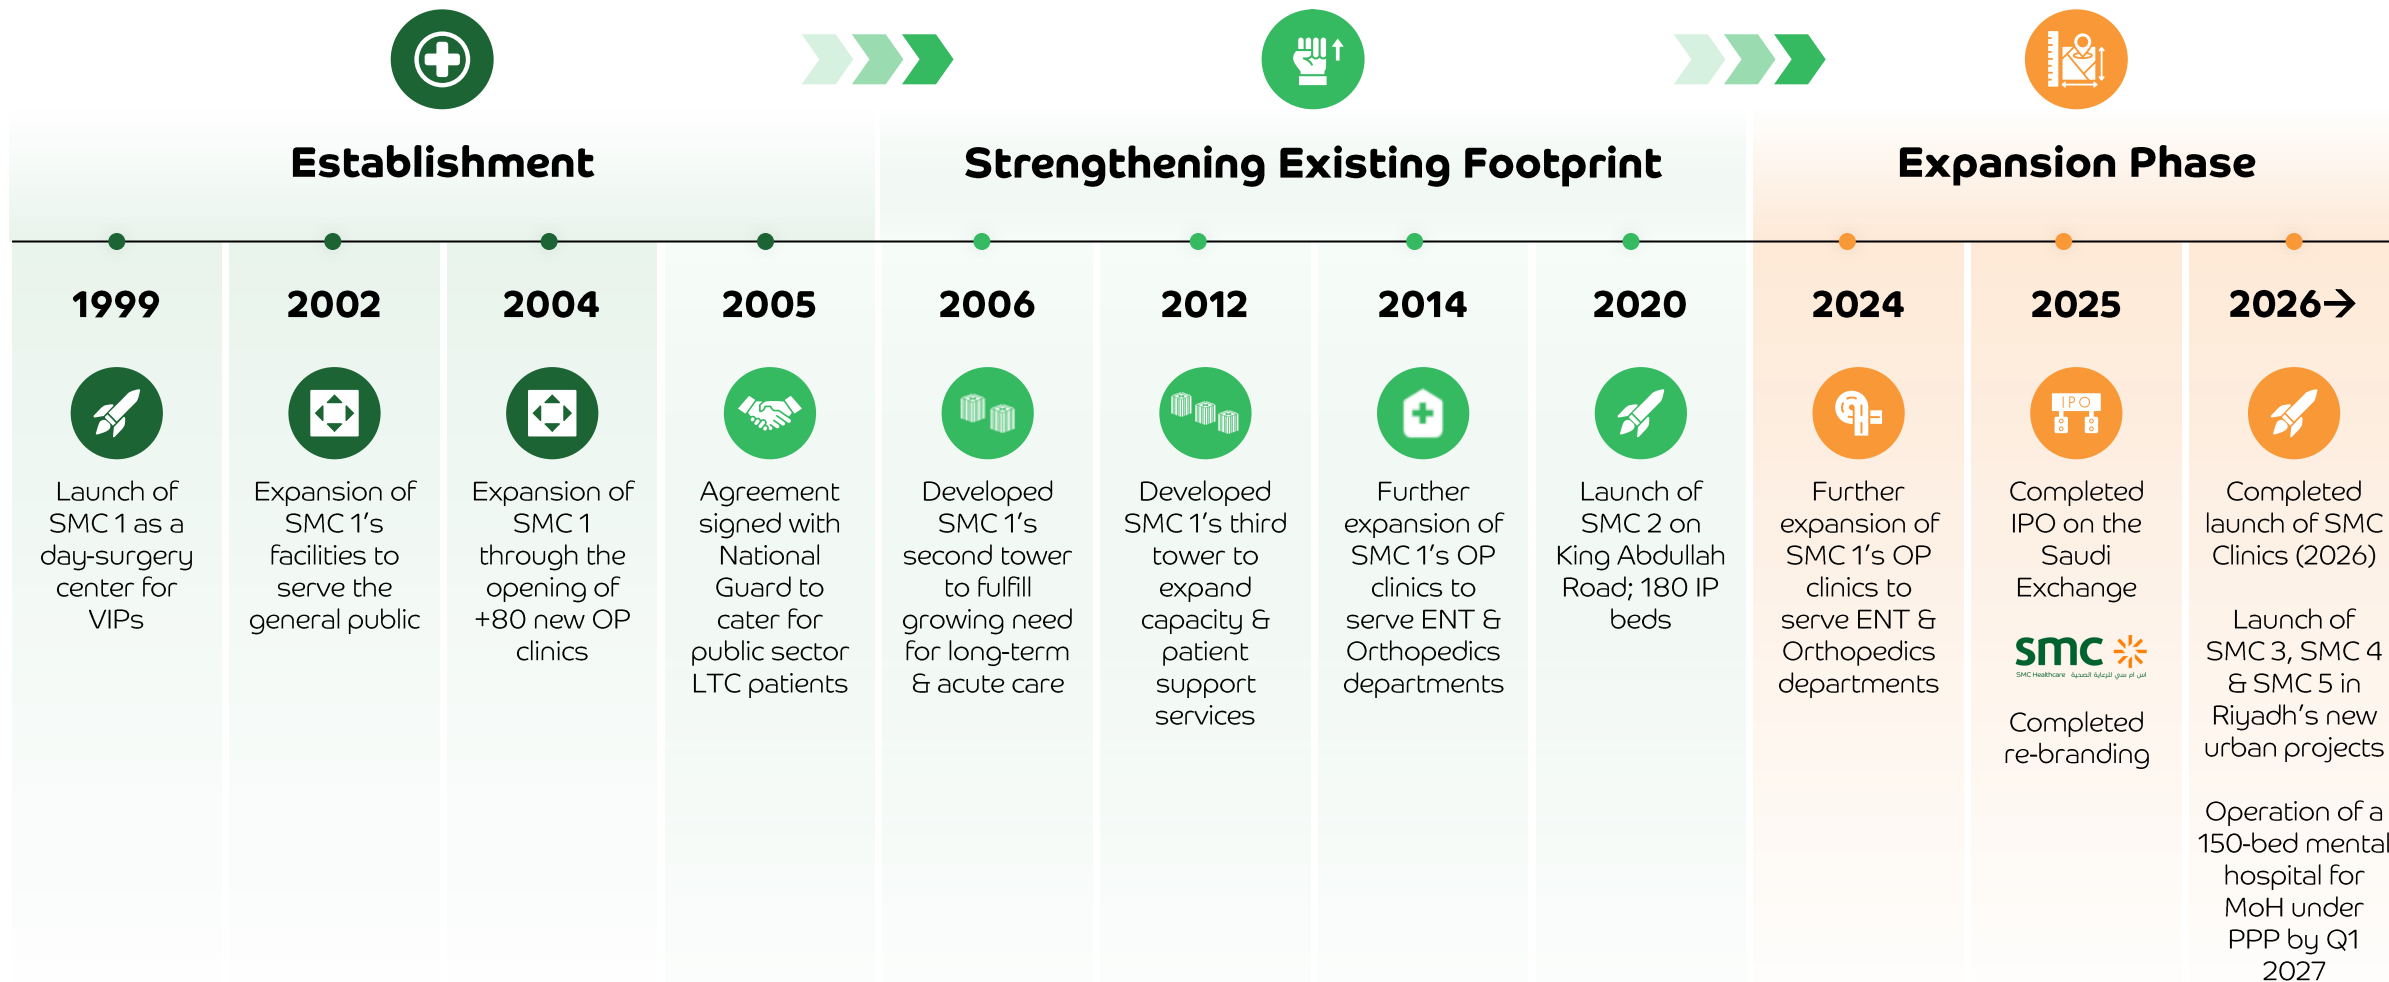 Establishment
Strengthening Existing Footprint
Expansion Phase
1999
Launch of
SMC 1 as a
day-surgery
center for
VIPs
2002
Expansion of
SMC 1's
facilities to
serve the
general public
2004
Expansion of
SMC 1
through the
opening of
+80 new OP
clinics
2005
Agreement
signed with
National
Guard to
cater for
public sector
LTC patients
2006
Developed
SMC 1's
second tower
to fulfill
growing need
for long-term
& acute care
2012
Developed
SMC 1's third
tower to
expand
capacity &
patient
support
services
2014
Further
expansion of
SMC 1's OP
clinics to
serve ENT &
Orthopedics
departments
2020
Launch of
SMC 2 on
King Abdullah
Road; 180 IP
beds
2024
Further
expansion of
SMC 1's OP
clinics to
serve ENT &
Orthopedics
departments
2025
IPO
Completed
IPO on the
Saudi
Exchange
smc
SMC Healthcare اس ام سي للرعاية الصحية
Completed
re-branding
2026→
Completed
launch of SMC
Clinics (2026)
Launch of
SMC 3, SMC 4
& SMC 5 in
Riyadh's new
urban projects
Operation of a
150-bed mental
hospital for
MoH under
PPP by Q1
2027